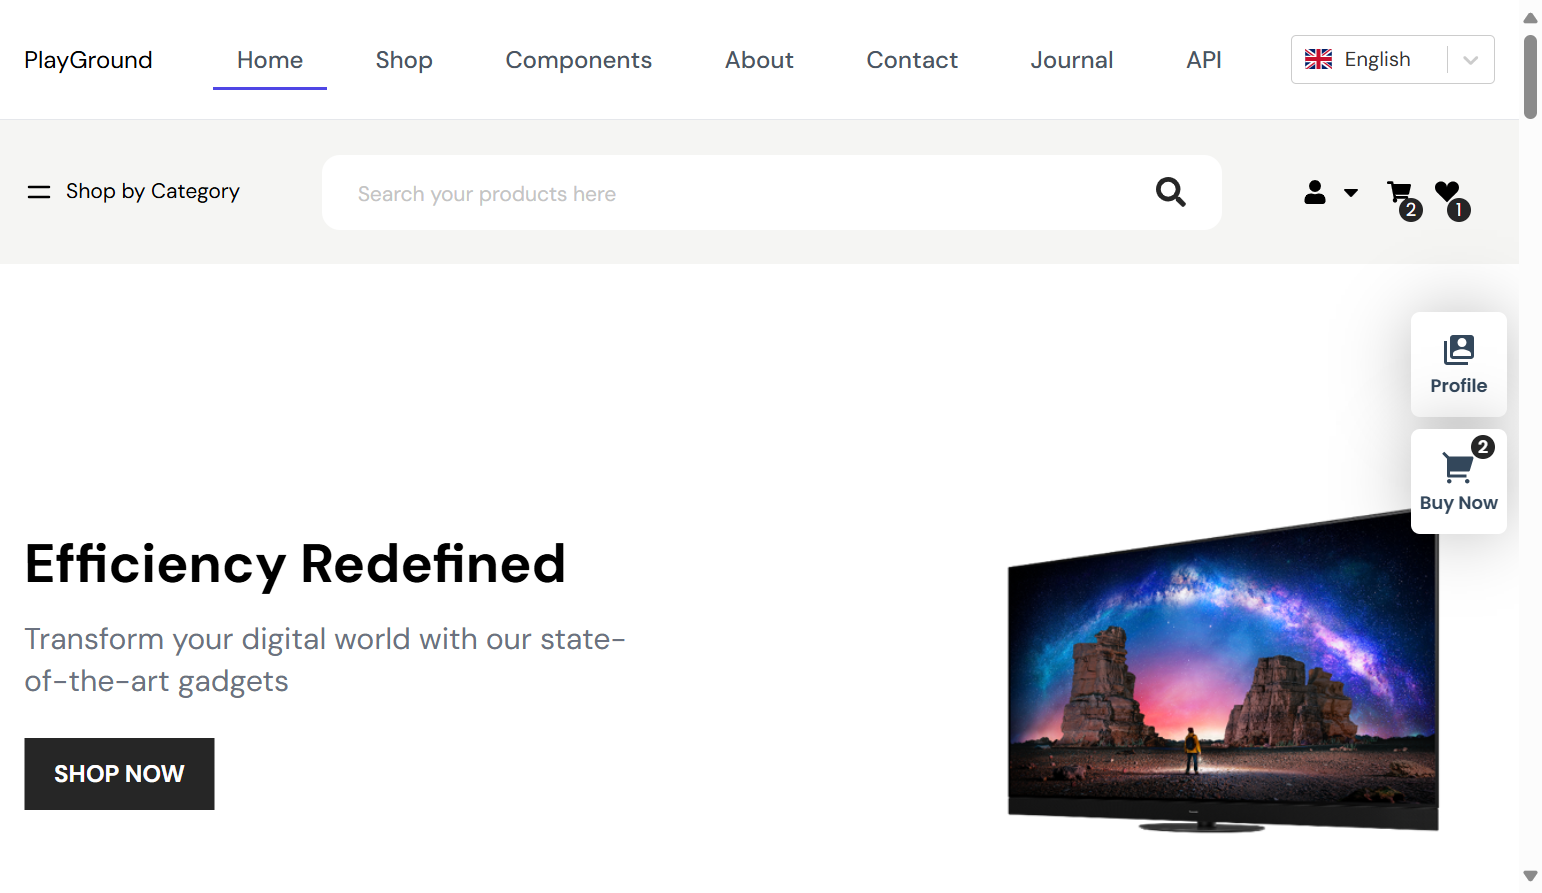 PlayGround Home Shop Components About Contact Journal API English
Shop by Category Search your products here 2 1
Profile
2
Buy Now
Efficiency Redefined
Transform your digital world with our state-
of-the-art gadgets
SHOP NOW